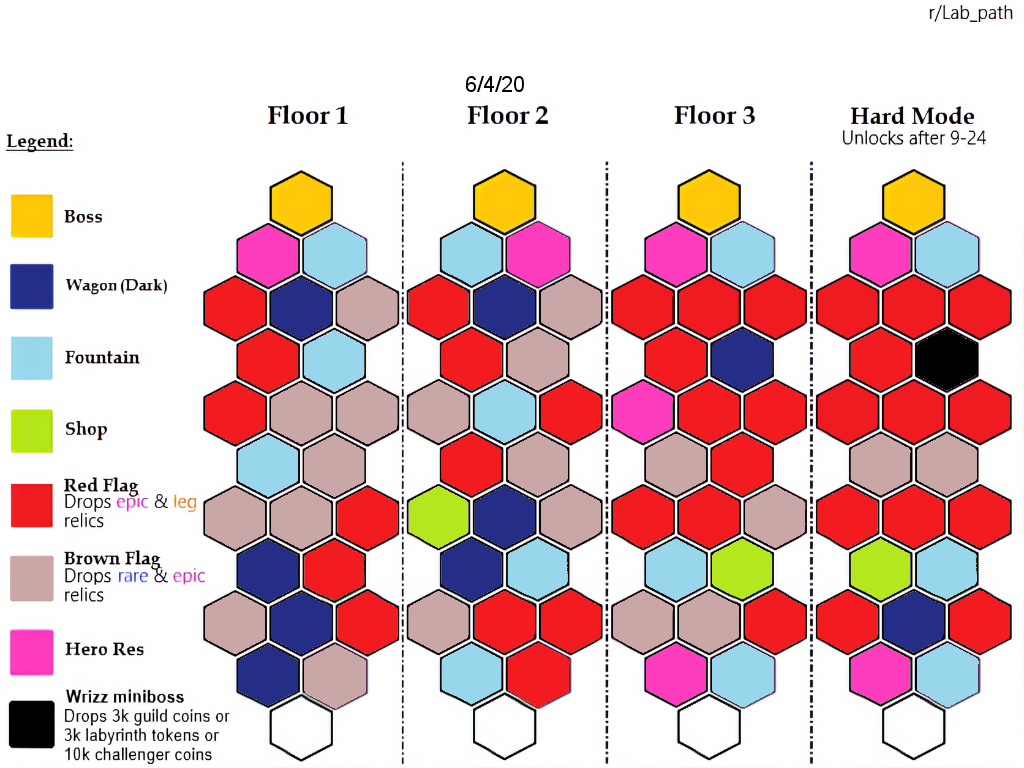 r/Lab_path
6/4/20
Floor 1
Floor 2
Floor 3
Hard Mode
Unlocks after 9-24
Legend:
Boss
Wagon (Dark)
Fountain
Shop
Red Flag
Drops epic & leg
relics
Brown Flag
Drops rare & epic
relics
Hero Res
Wrizz miniboss
Drops 3k guild coins or
3k labyrinth tokens or
10k challenger coins